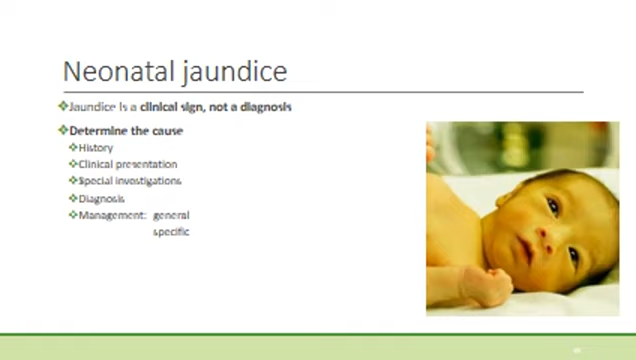 Neonatal jaundice
Jaundice is a clinical sign, not a diagnosis
Determine the cause
History
Clinical presentation
Special investigations
Diagnosis
Management: general
specific